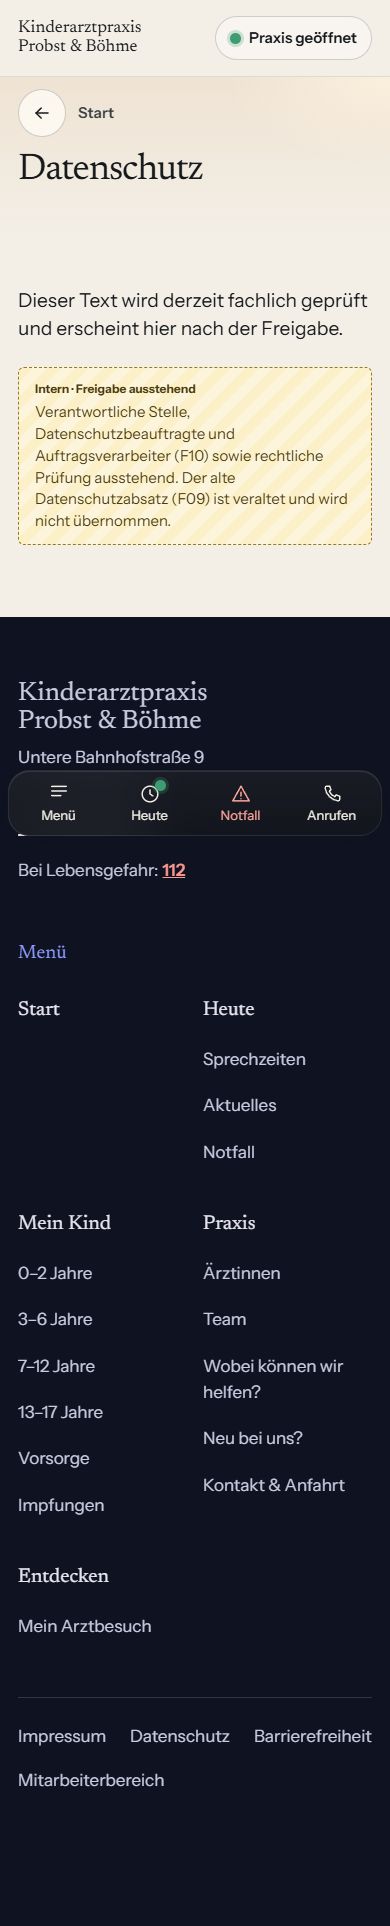 Kinderarztpraxis
Probst & Böhme
Praxis geöffnet
Start
Datenschutz
Dieser Text wird derzeit fachlich geprüft
und erscheint hier nach der Freigabe.
Intern · Freigabe ausstehend
Verantwortliche Stelle,
Datenschutzbeauftragte und
Auftragsverarbeiter (F10) sowie rechtliche
Prüfung ausstehend. Der alte
Datenschutzabsatz (F09) ist veraltet und wird
nicht übernommen.
Kinderarztpraxis
Probst & Böhme
Untere Bahnhofstraße 9
Menü
Heute
Notfall
Anrufen
Bei Lebensgefahr: 112
Menü
Start
Heute
Sprechzeiten
Aktuelles
Notfall
Mein Kind
0–2 Jahre
3–6 Jahre
7–12 Jahre
13–17 Jahre
Vorsorge
Impfungen
Praxis
Ärztinnen
Team
Wobei können wir
helfen?
Neu bei uns?
Kontakt & Anfahrt
Entdecken
Mein Arztbesuch
Impressum
Datenschutz
Barrierefreiheit
Mitarbeiterbereich